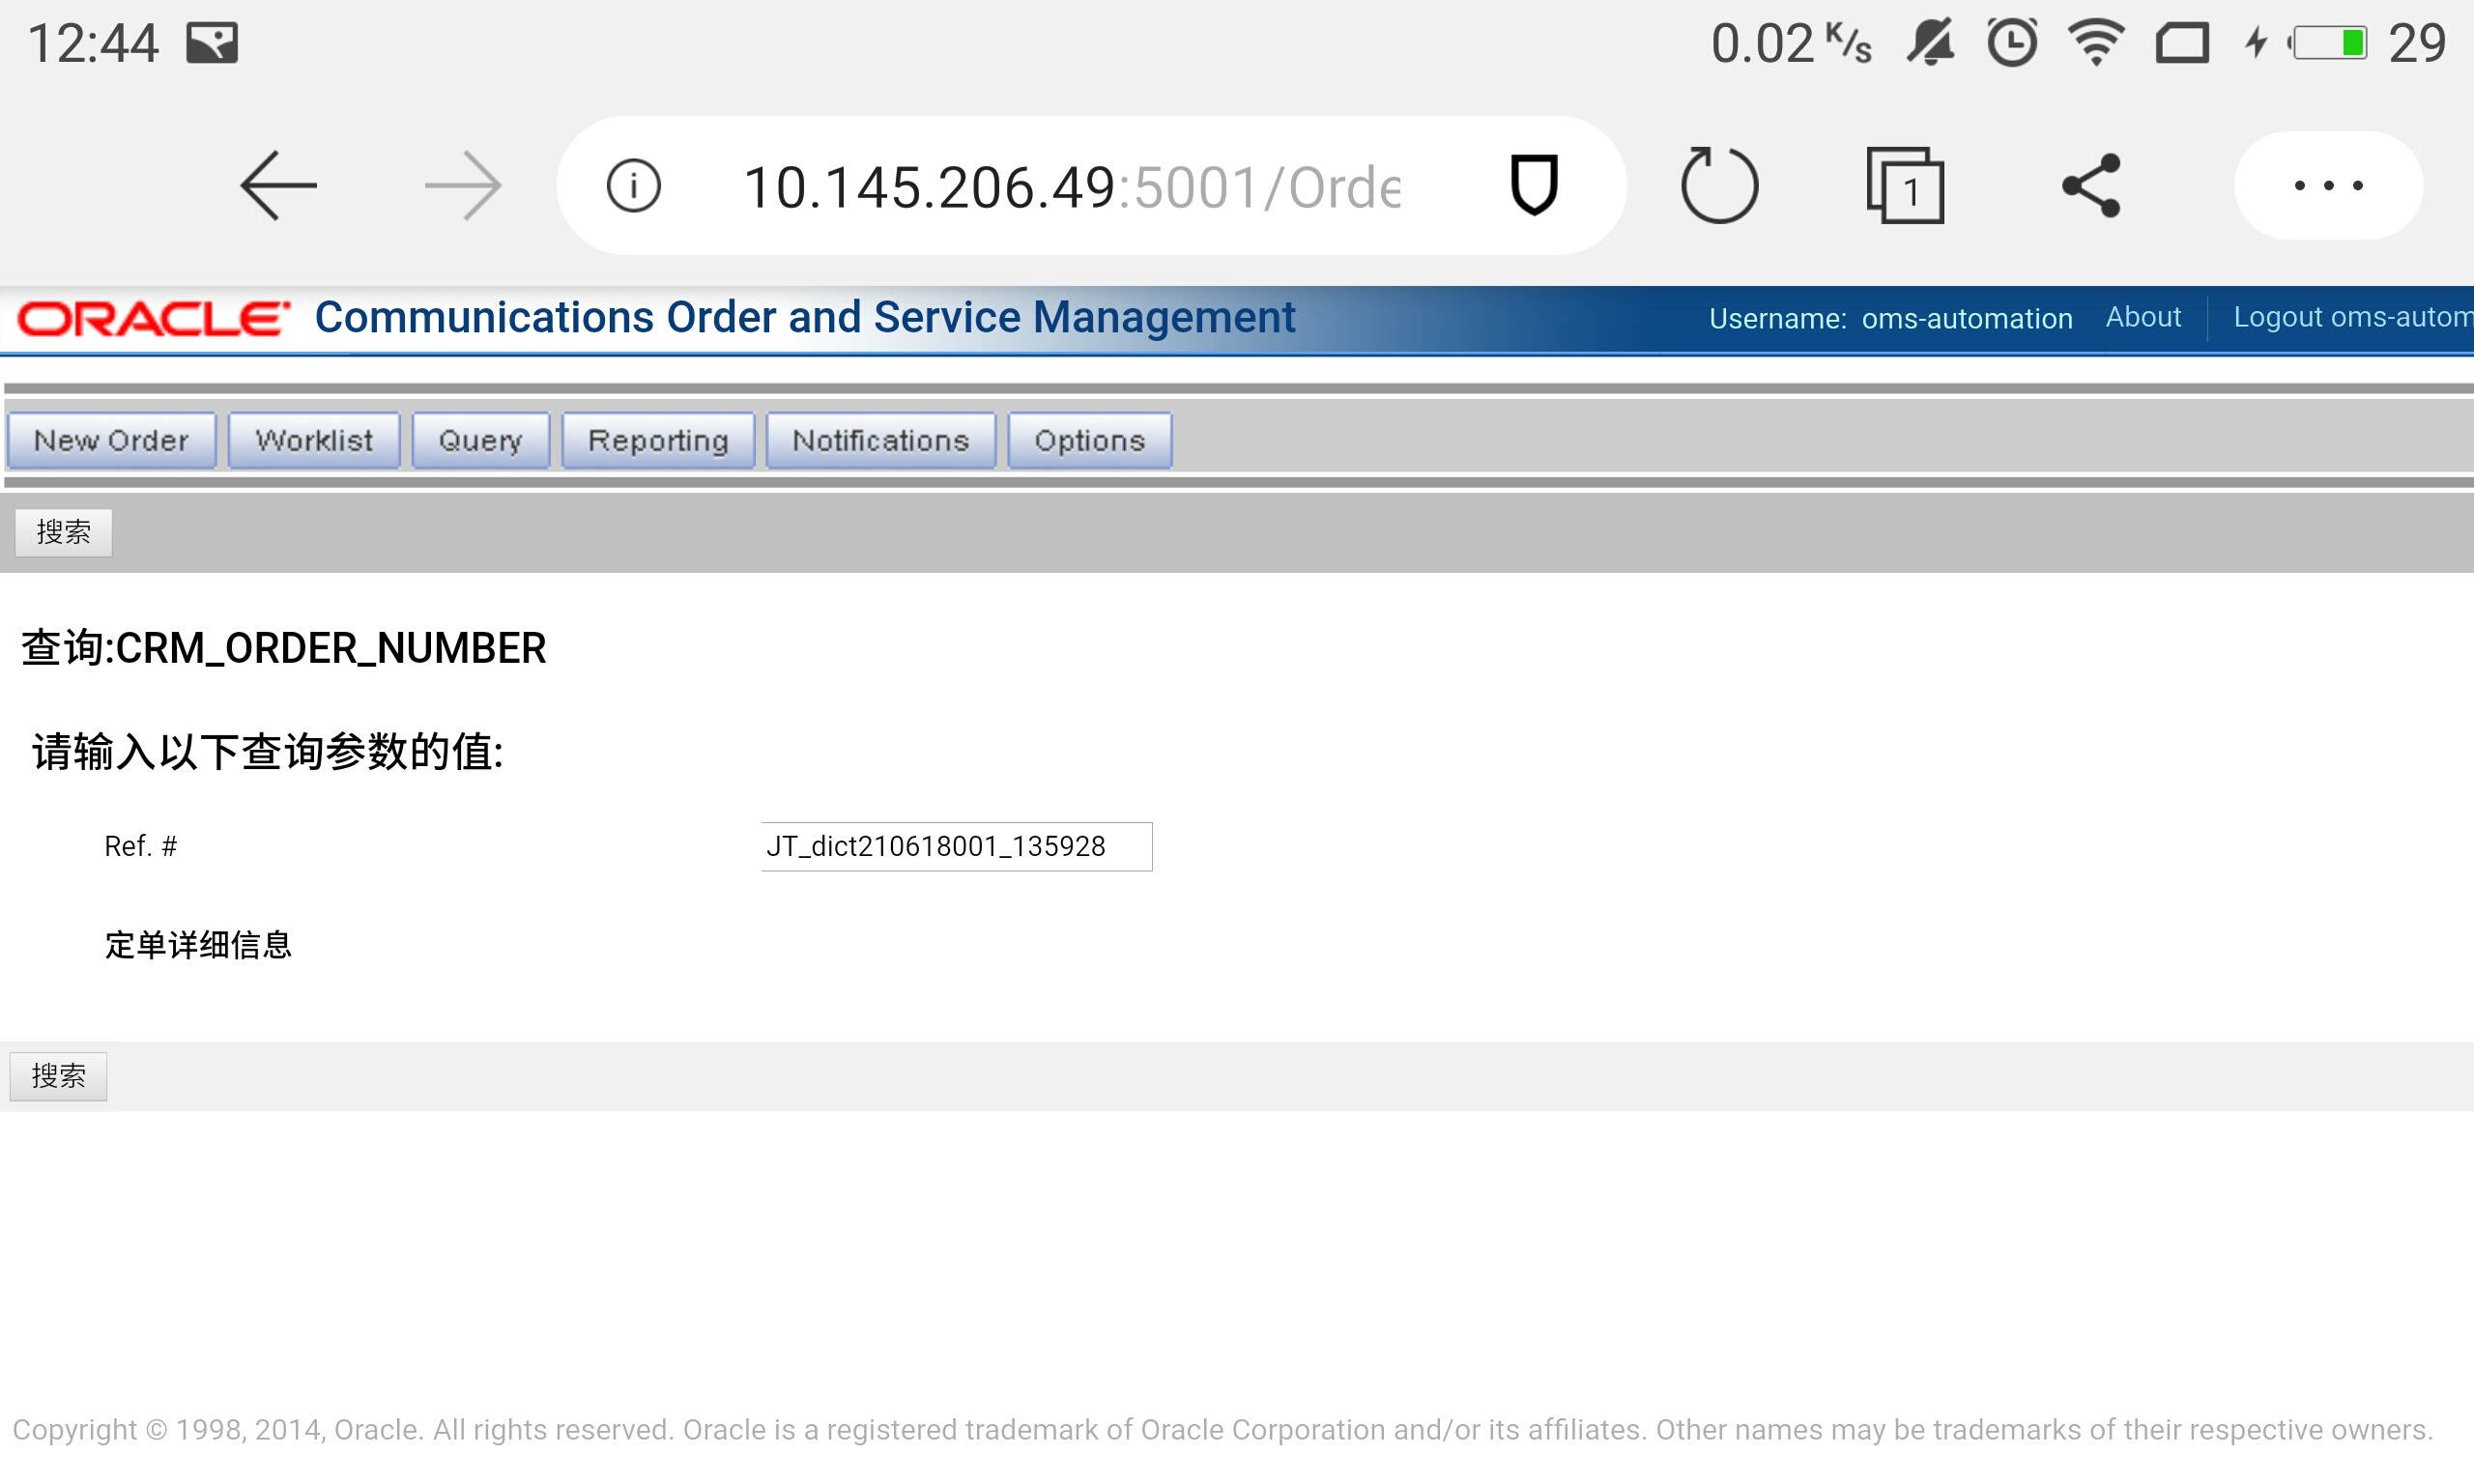 12:44 0.02 K/s 29
10.145.206.49:5001/Orde
1
ORACLE Communications Order and Service Management Username: oms-automation About Logout oms-autom
New Order Worklist Query Reporting Notifications Options
搜索
查询:CRM_ORDER_NUMBER
请输入以下查询参数的值:
Ref. # JT_dict210618001_135928
定单详细信息
搜索
Copyright © 1998, 2014, Oracle. All rights reserved. Oracle is a registered trademark of Oracle Corporation and/or its affiliates. Other names may be trademarks of their respective owners.